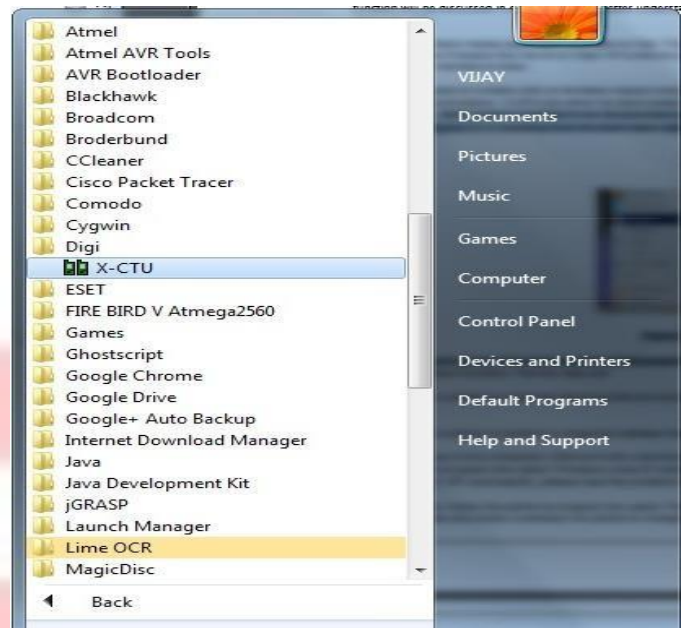 Atmel
Atmel AVR Tools
AVR Bootloader
Blackhawk
Broadcom
Broderbund
CCleaner
Cisco Packet Tracer
Comodo
Cygwin
Digi
X-CTU
ESET
FIRE BIRD V Atmega2560
Games
Ghostscript
Google Chrome
Google Drive
Google+ Auto Backup
Internet Download Manager
Java
Java Development Kit
jGRASP
Launch Manager
Lime OCR
MagicDisc
Back
VIJAY
Documents
Pictures
Music
Games
Computer
Control Panel
Devices and Printers
Default Programs
Help and Support